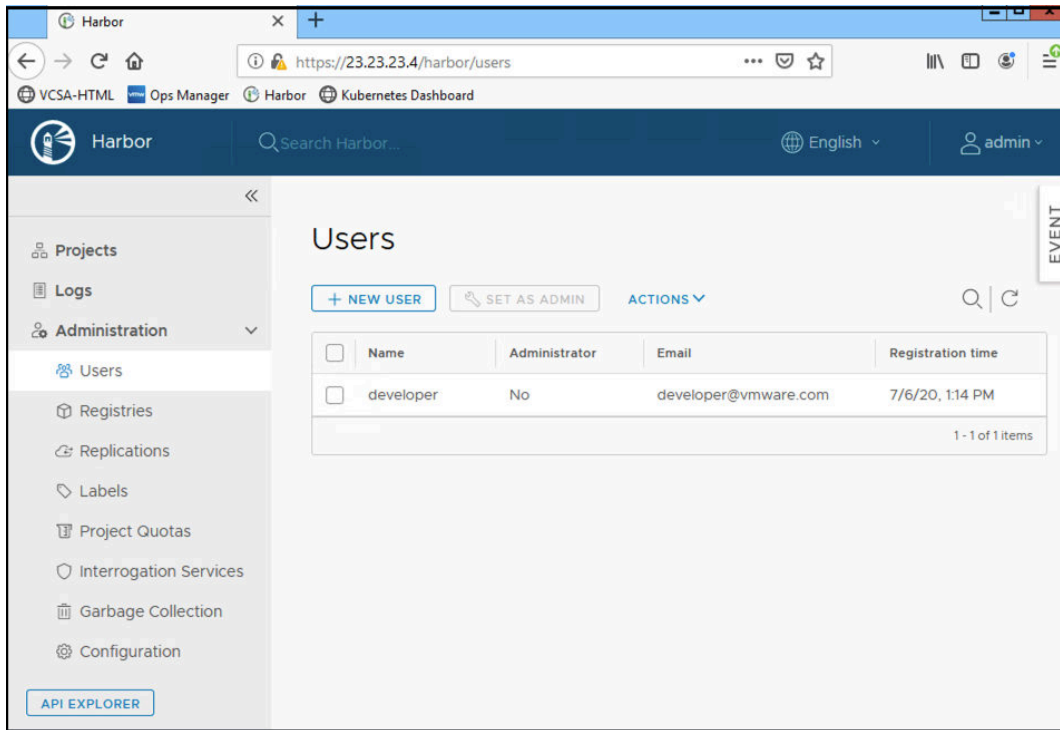 Harbor
https://23.23.23.4/harbor/users
VCSA-HTML vmw Ops Manager Harbor Kubernetes Dashboard
Harbor Search Harbor... English admin
EVENT
Projects
Logs
Administration
Users
Registries
Replications
Labels
Project Quotas
Interrogation Services
Garbage Collection
Configuration
API EXPLORER
Users
+ NEW USER SET AS ADMIN ACTIONS
Name Administrator Email Registration time
developer No developer@vmware.com 7/6/20, 1:14 PM
1 - 1 of 1 items